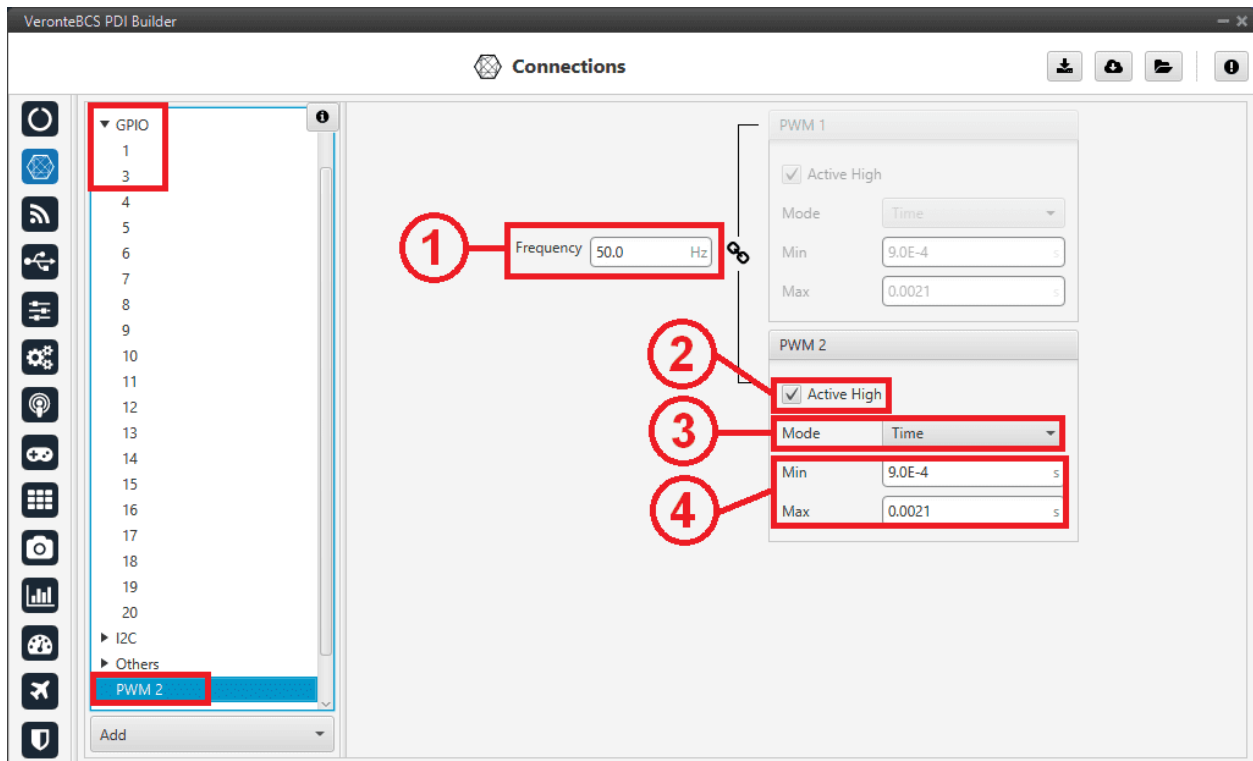 VeronteBCS PDI Builder
Connections
GPIO
1
3
4
5
6
7
8
9
10
11
12
13
14
15
16
17
18
19
20
I2C
Others
PWM 2
Add
1
Frequency 50.0 Hz
PWM 1
Active High
Mode Time
Min 9.0E-4 s
Max 0.0021 s
PWM 2
2
Active High
3
Mode Time
4
Min 9.0E-4 s
Max 0.0021 s